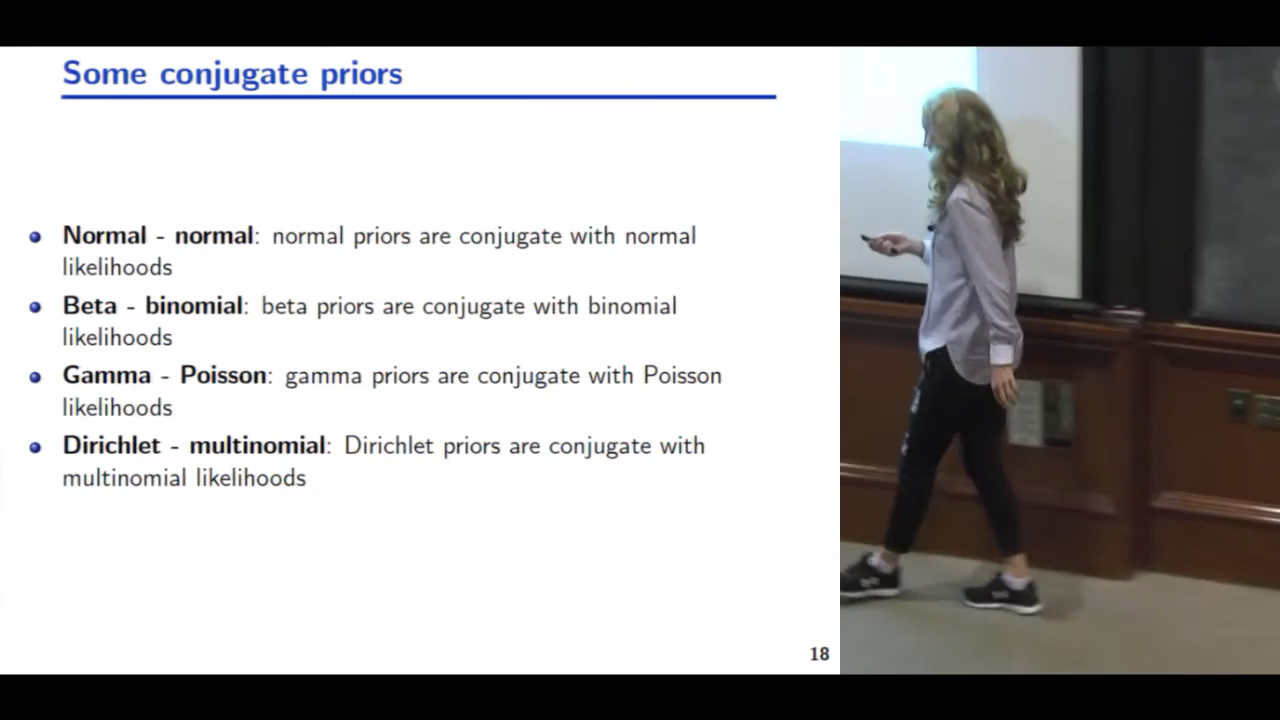 Some conjugate priors
Normal - normal: normal priors are conjugate with normal
likelihoods
Beta - binomial: beta priors are conjugate with binomial
likelihoods
Gamma - Poisson: gamma priors are conjugate with Poisson
likelihoods
Dirichlet - multinomial: Dirichlet priors are conjugate with
multinomial likelihoods
18